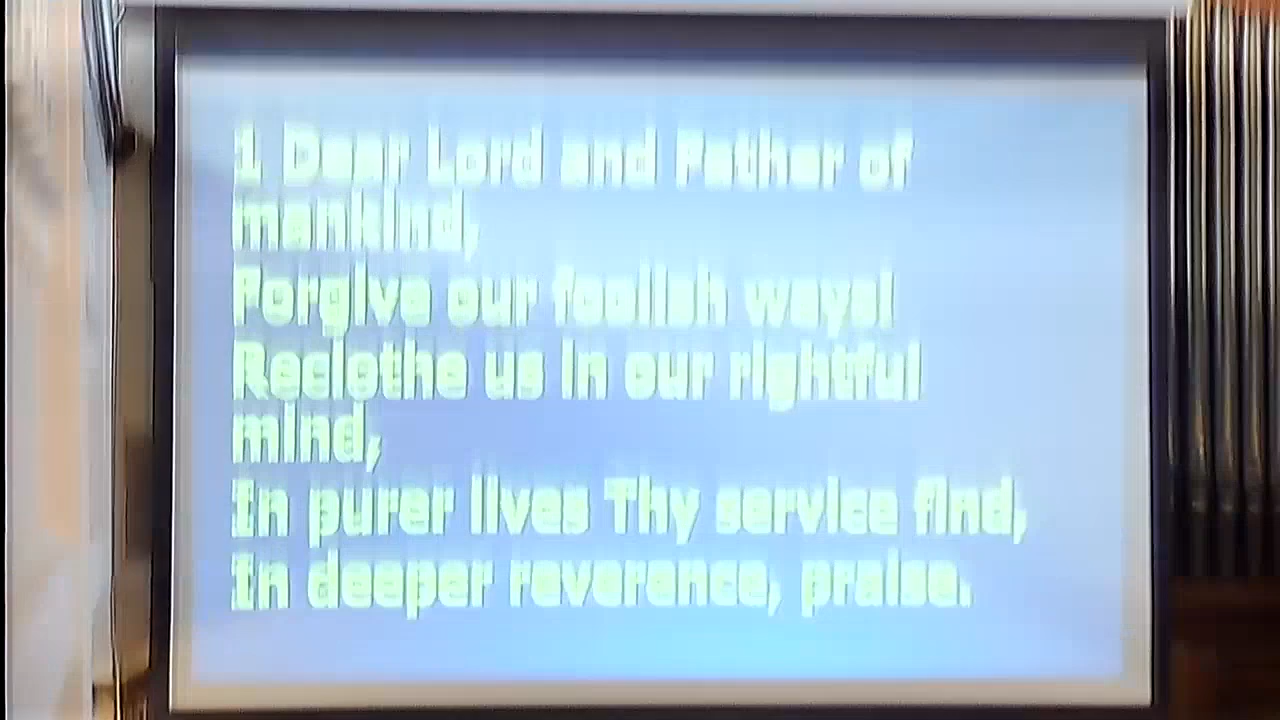 1 Dear Lord and Father of
mankind,
Forgive our foolish ways!
Reclothe us in our rightful
mind,
In purer lives Thy service find,
In deeper reverence, praise.